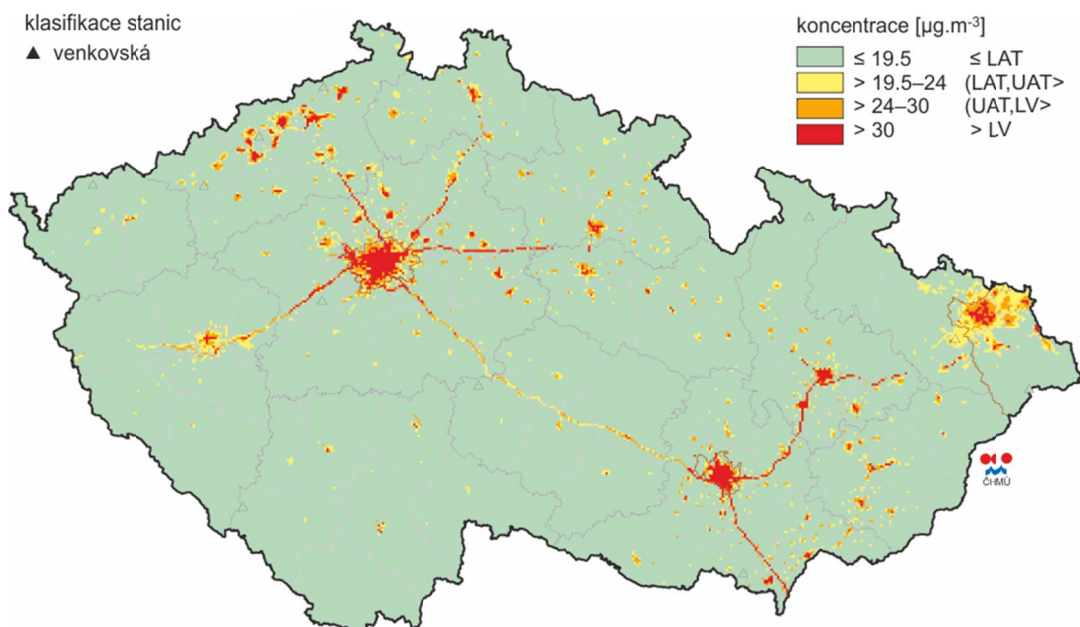 klasifikace stanic
▲ venkovská
koncentrace [µg.m-3]
≤ 19.5 ≤ LAT
> 19.5–24 (LAT,UAT>
> 24–30 (UAT,LV>
> 30 > LV
ČHMÚ